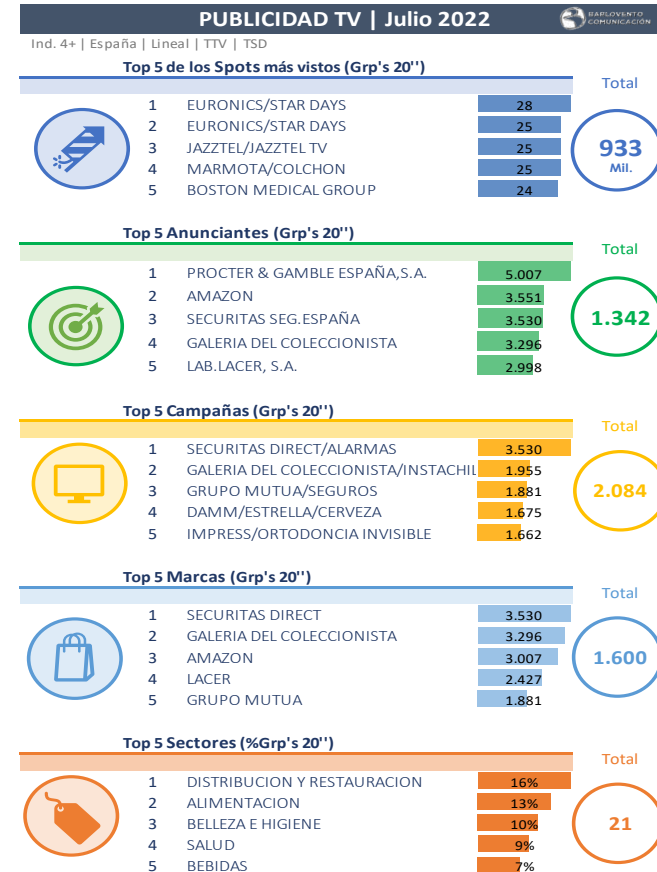 PUBLICIDAD TV | Julio 2022
BARLOVENTO
COMUNICACIÓN
Ind. 4+ | España | Lineal | TTV | TSD
Top 5 de los Spots más vistos (Grp's 20'')
Total
1 EURONICS/STAR DAYS 28
2 EURONICS/STAR DAYS 25
3 JAZZTEL/JAZZTEL TV 25
4 MARMOTA/COLCHON 25
5 BOSTON MEDICAL GROUP 24
933
Mil.
Top 5 Anunciantes (Grp's 20'')
Total
1 PROCTER & GAMBLE ESPAÑA,S.A. 5.007
2 AMAZON 3.551
3 SECURITAS SEG.ESPAÑA 3.530
4 GALERIA DEL COLECCIONISTA 3.296
5 LAB.LACER, S.A. 2.998
1.342
Top 5 Campañas (Grp's 20'')
Total
1 SECURITAS DIRECT/ALARMAS 3.530
2 GALERIA DEL COLECCIONISTA/INSTACHIL 1.955
3 GRUPO MUTUA/SEGUROS 1.881
4 DAMM/ESTRELLA/CERVEZA 1.675
5 IMPRESS/ORTODONCIA INVISIBLE 1.662
2.084
Top 5 Marcas (Grp's 20'')
Total
1 SECURITAS DIRECT 3.530
2 GALERIA DEL COLECCIONISTA 3.296
3 AMAZON 3.007
4 LACER 2.427
5 GRUPO MUTUA 1.881
1.600
Top 5 Sectores (%Grp's 20'')
Total
1 DISTRIBUCION Y RESTAURACION 16%
2 ALIMENTACION 13%
3 BELLEZA E HIGIENE 10%
4 SALUD 9%
5 BEBIDAS 7%
21